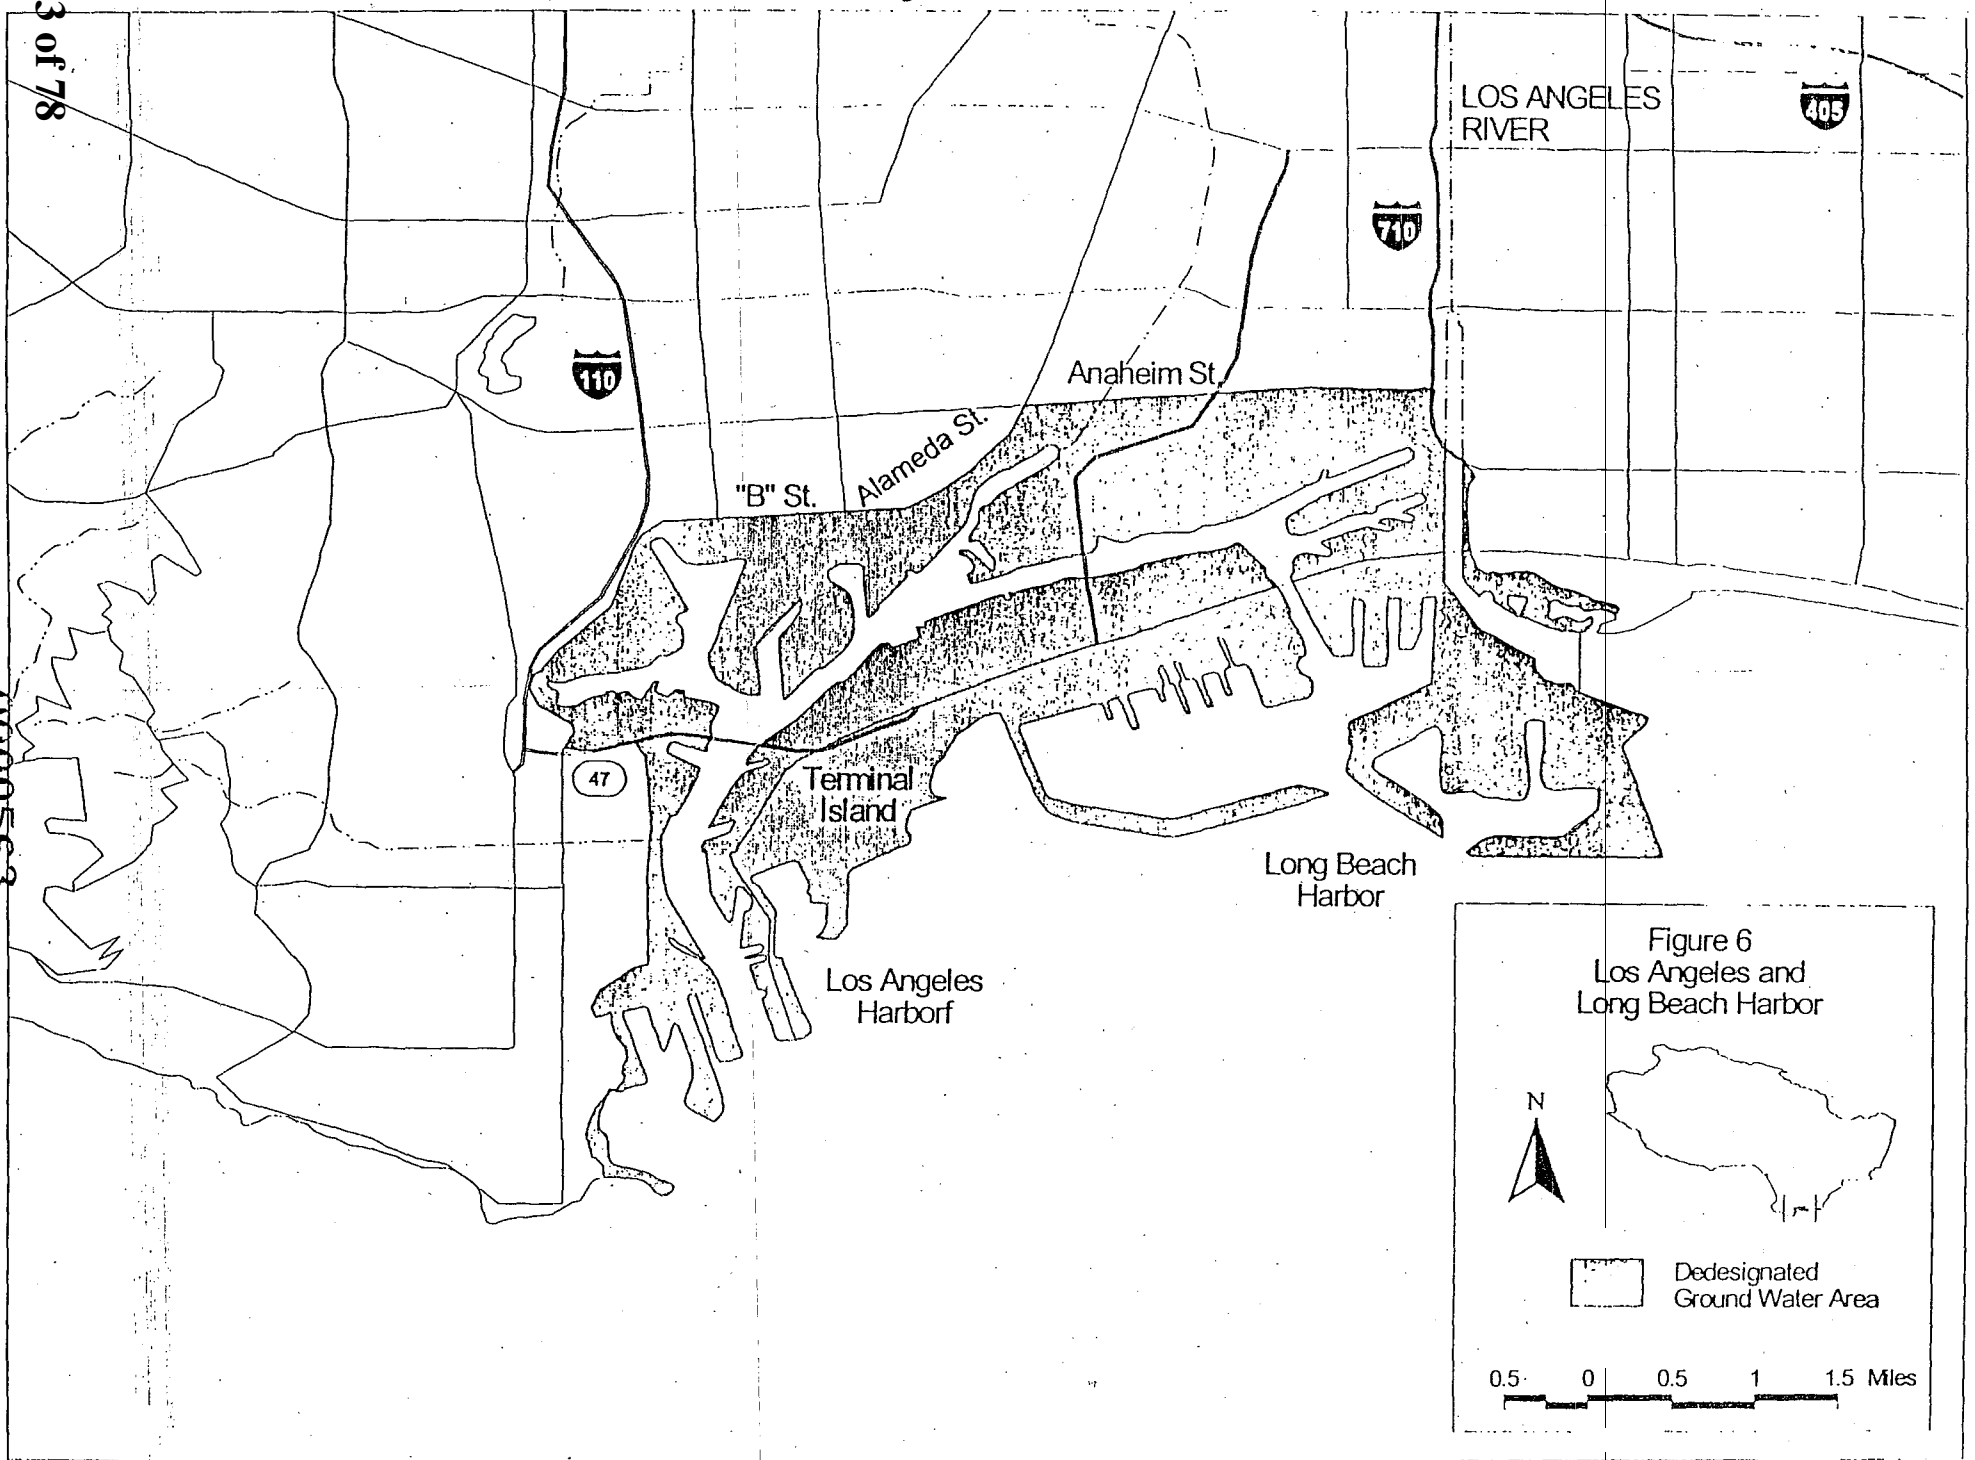 3 of 78
LOS ANGELES
RIVER
405
710
110
Anaheim St.
Alameda St.
"B" St.
47
Terminal
Island
Long Beach
Harbor
Los Angeles
Harborf
Figure 6
Los Angeles and
Long Beach Harbor
N
Dedesignated
Ground Water Area
0.5 0 0.5 1 1.5 Miles